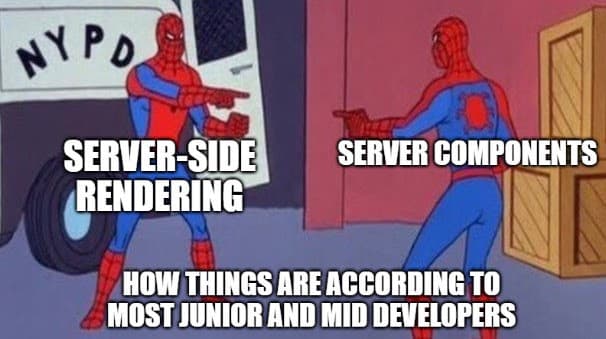 NYPD
SERVER-SIDE
RENDERING
SERVER COMPONENTS
HOW THINGS ARE ACCORDING TO
MOST JUNIOR AND MID DEVELOPERS